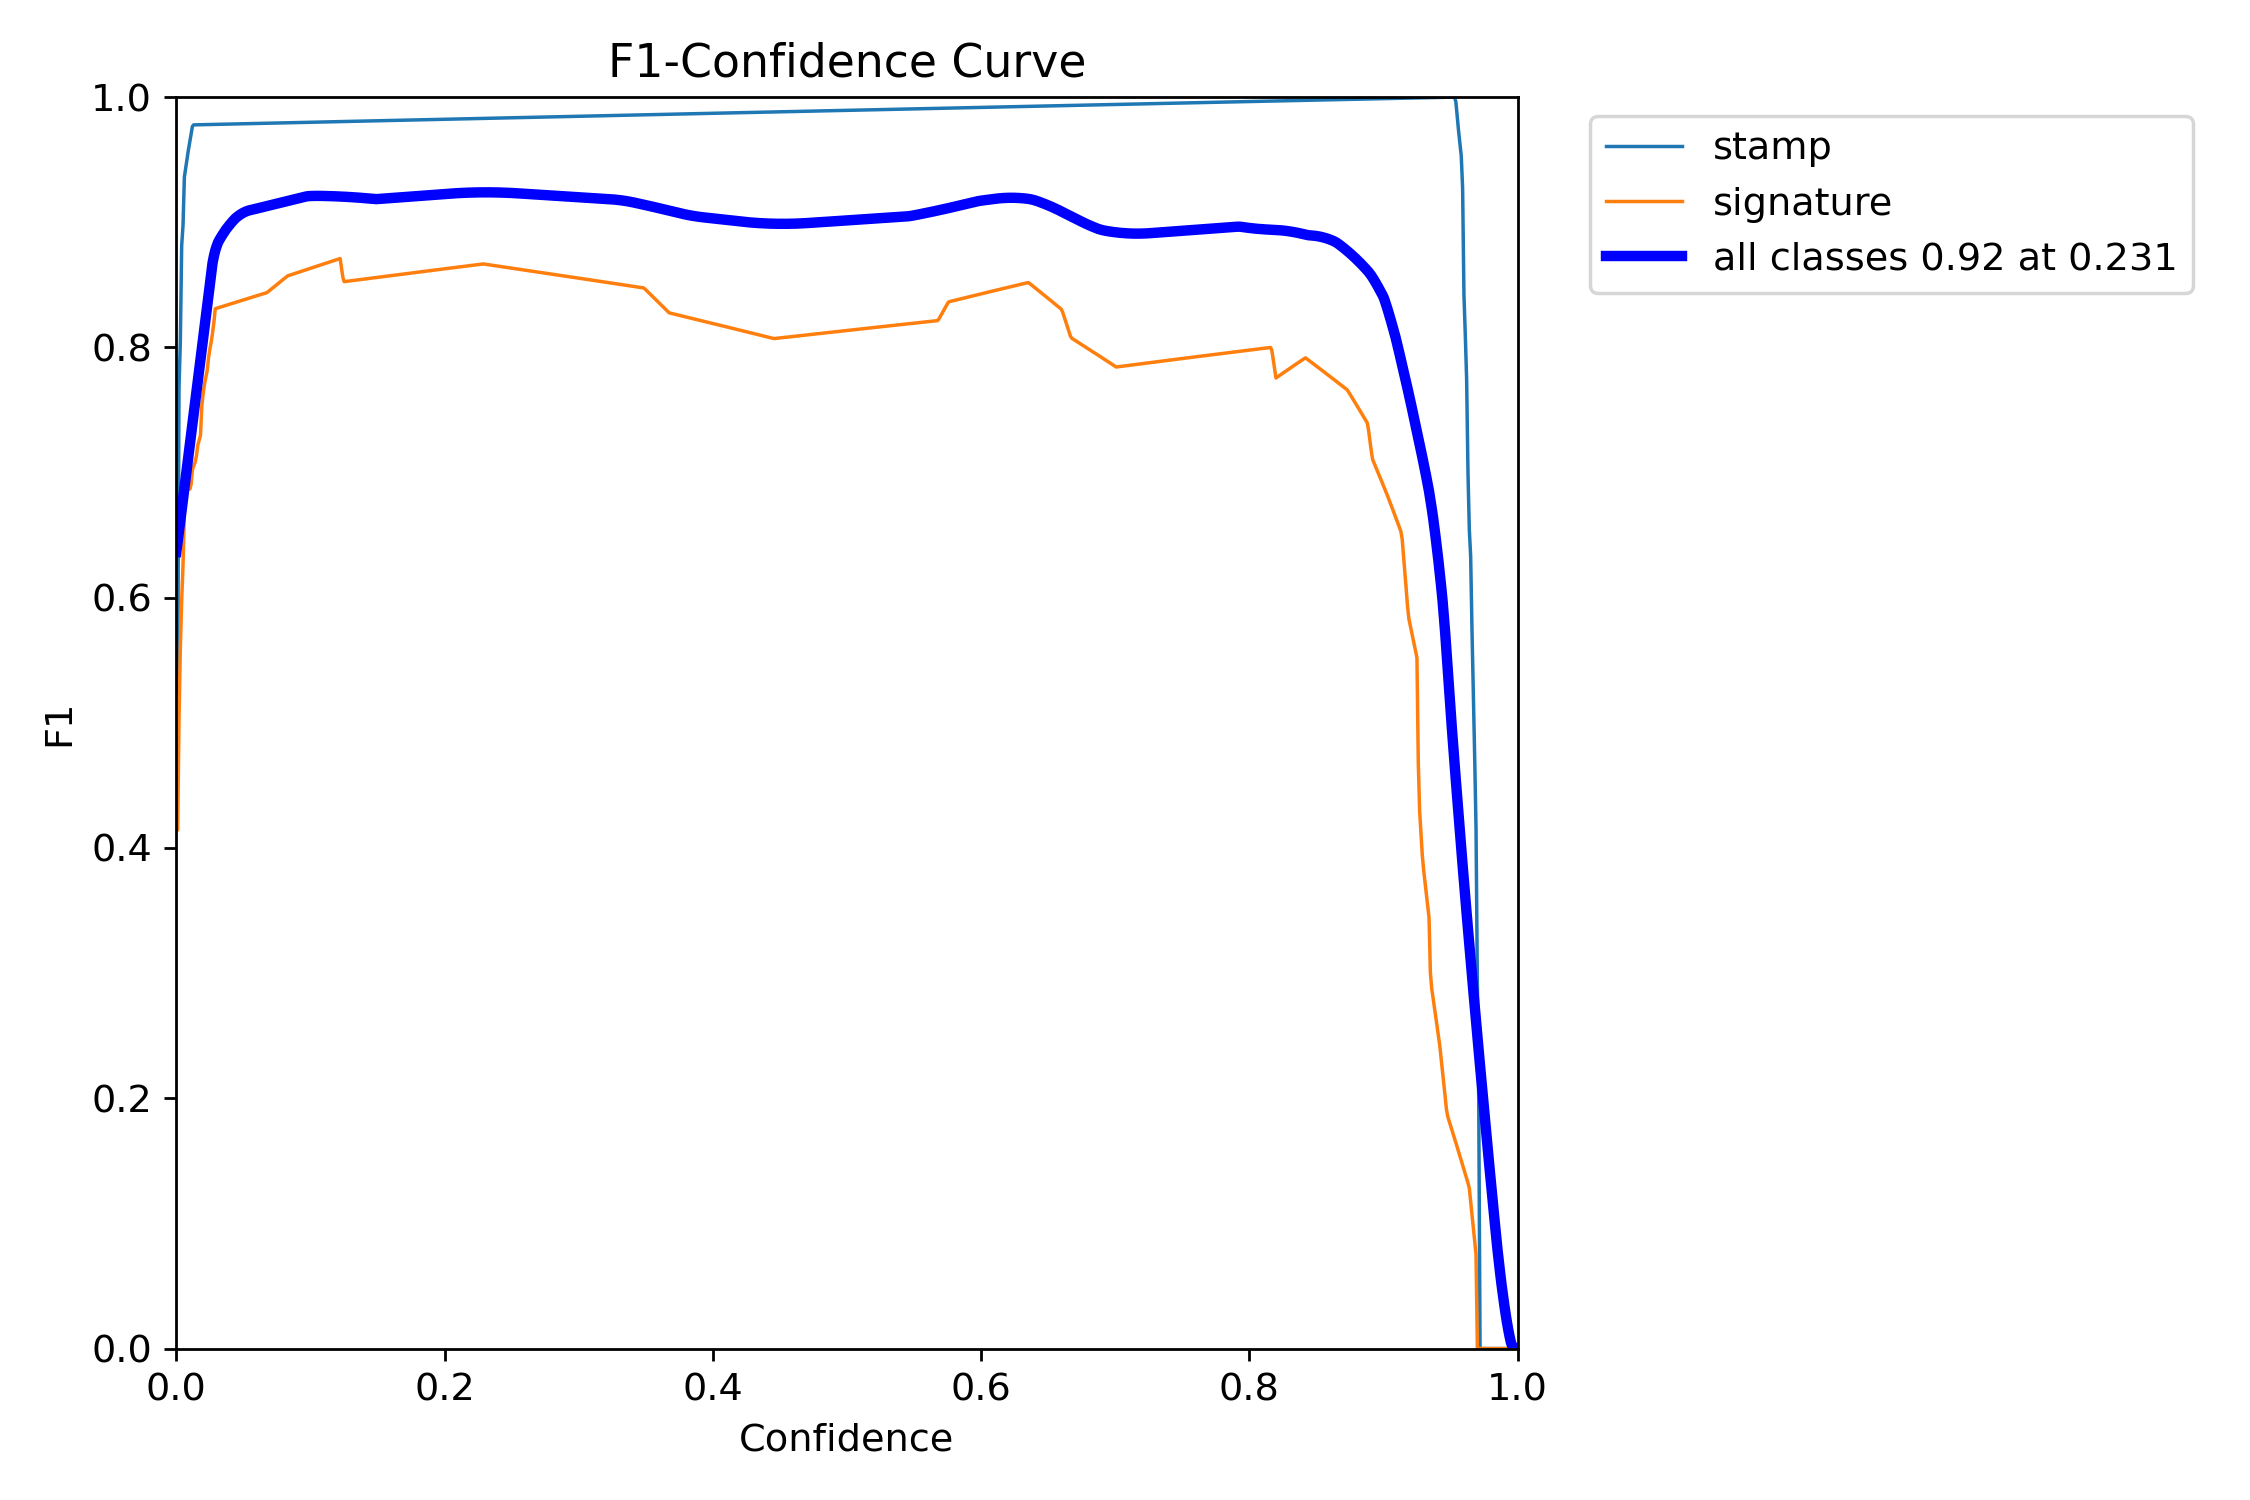 F1-Confidence Curve
1.0
0.8
0.6
0.4
0.2
0.0
F1
0.0 0.2 0.4 0.6 0.8 1.0
Confidence
stamp
signature
all classes 0.92 at 0.231